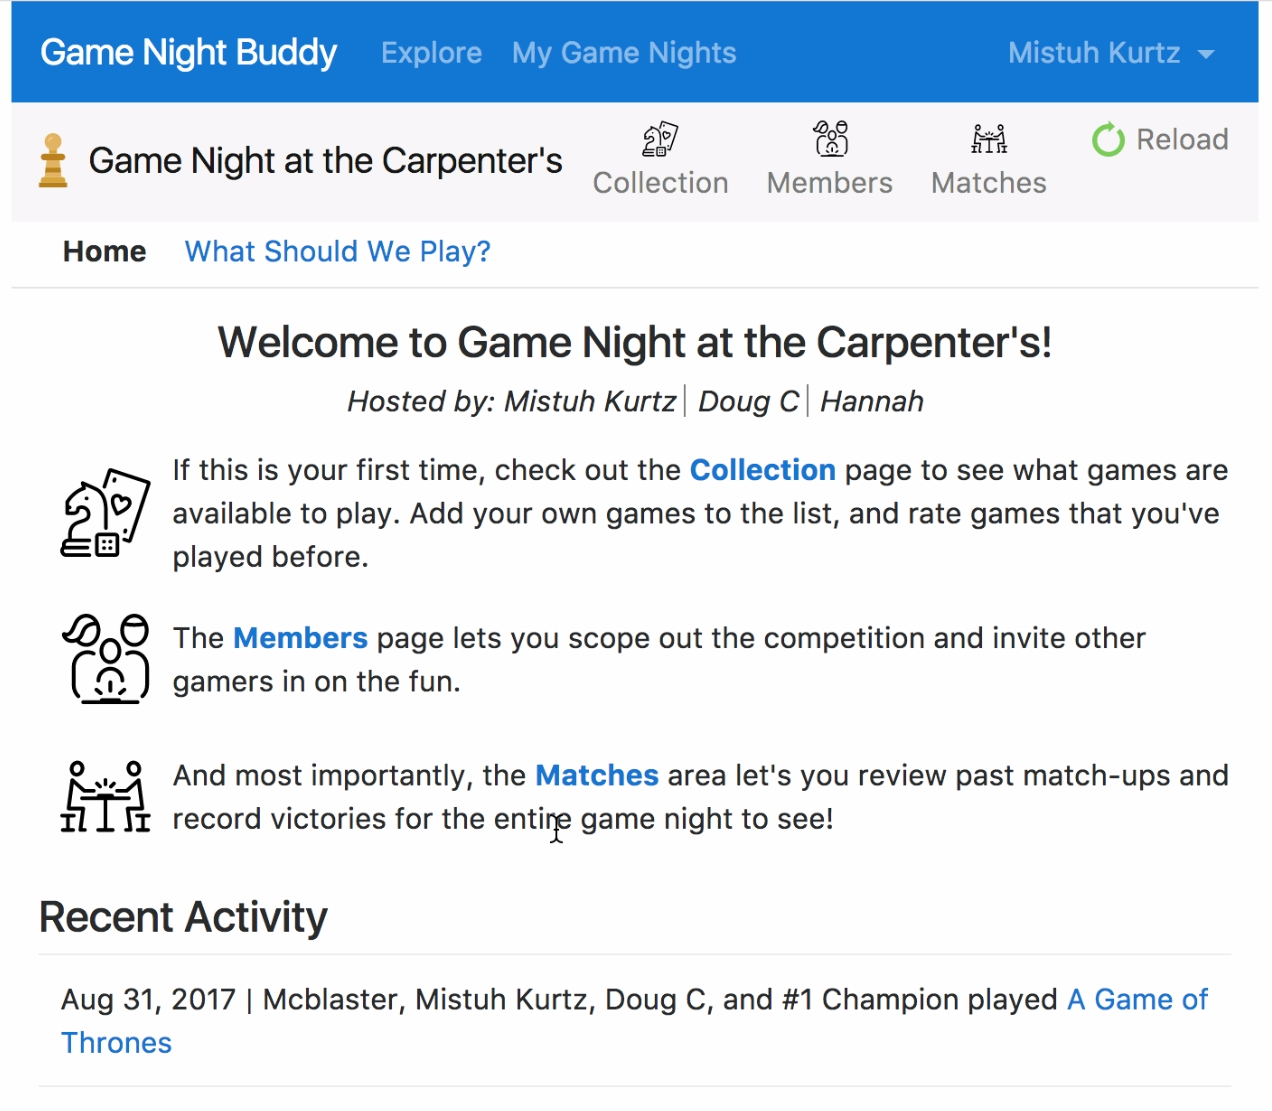 Game Night Buddy Explore My Game Nights Mistuh Kurtz
Game Night at the Carpenter's Collection Members Matches Reload
Home What Should We Play?
Welcome to Game Night at the Carpenter's!
Hosted by: Mistuh Kurtz | Doug C | Hannah
If this is your first time, check out the Collection page to see what games are
available to play. Add your own games to the list, and rate games that you've
played before.
The Members page lets you scope out the competition and invite other
gamers in on the fun.
And most importantly, the Matches area let's you review past match-ups and
record victories for the entire game night to see!
Recent Activity
Aug 31, 2017 | Mcblaster, Mistuh Kurtz, Doug C, and #1 Champion played A Game of
Thrones